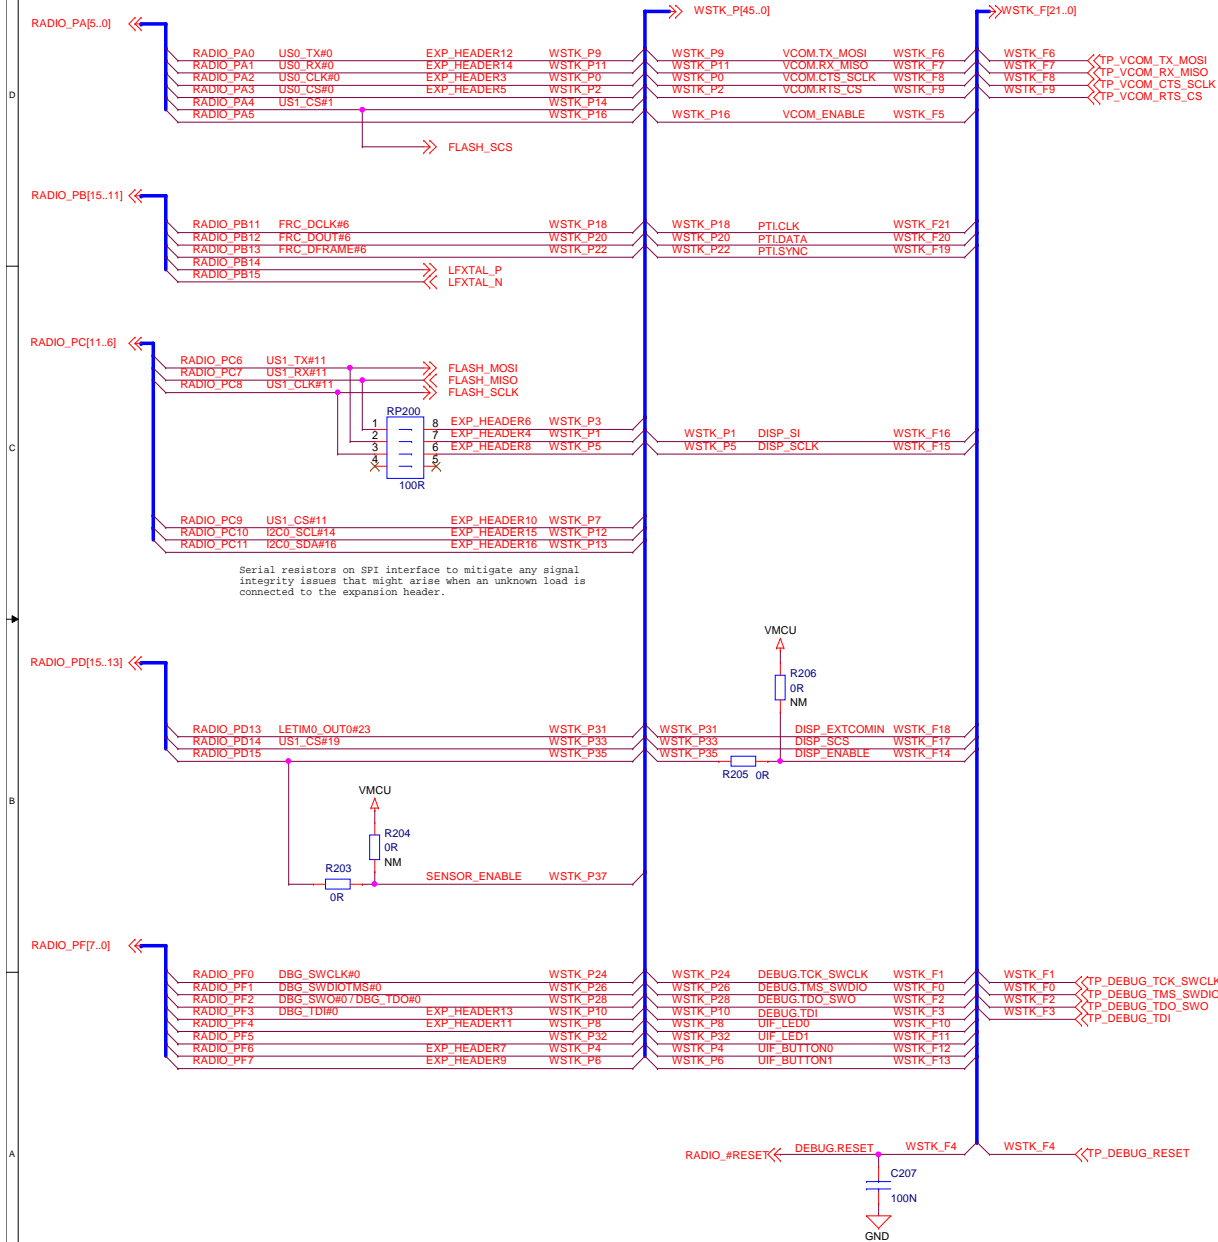 RADIO_PA[5..0] WSTK_P[45..0] WSTK_F[21..0]
RADIO_PA0 US0_TX#0 EXP_HEADER12 WSTK_P9 WSTK_P9 VCOM.TX_MOSI WSTK_F6 WSTK_F6 TP_VCOM_TX_MOSI
RADIO_PA1 US0_RX#0 EXP_HEADER14 WSTK_P11 WSTK_P11 VCOM.RX_MISO WSTK_F7 WSTK_F7 TP_VCOM_RX_MISO
RADIO_PA2 US0_CLK#0 EXP_HEADER3 WSTK_P0 WSTK_P0 VCOM.CTS_SCLK WSTK_F8 WSTK_F8 TP_VCOM_CTS_SCLK
RADIO_PA3 US0_CS#0 EXP_HEADER5 WSTK_P2 WSTK_P2 VCOM.RTS_CS WSTK_F9 WSTK_F9 TP_VCOM_RTS_CS
D
RADIO_PA4 US1_CS#1 WSTK_P14
RADIO_PA5 WSTK_P16 WSTK_P16 VCOM_ENABLE WSTK_F5
FLASH_SCS
RADIO_PB[15..11]
RADIO_PB11 FRC_DCLK#6 WSTK_P18 WSTK_P18 PTI.CLK WSTK_F21
RADIO_PB12 FRC_DOUT#6 WSTK_P20 WSTK_P20 PTI.DATA WSTK_F20
RADIO_PB13 FRC_DFRAME#6 WSTK_P22 WSTK_P22 PTI.SYNC WSTK_F19
RADIO_PB14 LFXTAL_P
RADIO_PB15 LFXTAL_N
RADIO_PC[11..6]
RADIO_PC6 US1_TX#11 FLASH_MOSI
RADIO_PC7 US1_RX#11 FLASH_MISO
RADIO_PC8 US1_CLK#11 FLASH_SCLK
RP200
1 8 EXP_HEADER6 WSTK_P3
2 7 EXP_HEADER4 WSTK_P1 WSTK_P1 DISP_SI WSTK_F16
C
3 6 EXP_HEADER8 WSTK_P5 WSTK_P5 DISP_SCLK WSTK_F15
4 5
100R
RADIO_PC9 US1_CS#11 EXP_HEADER10 WSTK_P7
RADIO_PC10 I2C0_SCL#14 EXP_HEADER15 WSTK_P12
RADIO_PC11 I2C0_SDA#16 EXP_HEADER16 WSTK_P13
Serial resistors on SPI interface to mitigate any signal
integrity issues that might arise when an unknown load is
connected to the expansion header.
VMCU
RADIO_PD[15..13]
R206
0R
NM
RADIO_PD13 LETIM0_OUT0#23 WSTK_P31 WSTK_P31 DISP_EXTCOMIN WSTK_F18
RADIO_PD14 US1_CS#19 WSTK_P33 WSTK_P33 DISP_SCS WSTK_F17
RADIO_PD15 WSTK_P35 WSTK_P35 DISP_ENABLE WSTK_F14
R205 0R
VMCU
B
R204
0R
NM
R203
SENSOR_ENABLE WSTK_P37
0R
RADIO_PF[7..0]
RADIO_PF0 DBG_SWCLK#0 WSTK_P24 WSTK_P24 DEBUG.TCK_SWCLK WSTK_F1 WSTK_F1 TP_DEBUG_TCK_SWCLK
RADIO_PF1 DBG_SWDIOTMS#0 WSTK_P26 WSTK_P26 DEBUG.TMS_SWDIO WSTK_F0 WSTK_F0 TP_DEBUG_TMS_SWDIO
RADIO_PF2 DBG_SWO#0 / DBG_TDO#0 WSTK_P28 WSTK_P28 DEBUG.TDO_SWO WSTK_F2 WSTK_F2 TP_DEBUG_TDO_SWO
RADIO_PF3 DBG_TDI#0 EXP_HEADER13 WSTK_P10 WSTK_P10 DEBUG.TDI WSTK_F3 WSTK_F3 TP_DEBUG_TDI
RADIO_PF4 EXP_HEADER11 WSTK_P8 WSTK_P8 UIF_LED0 WSTK_F10
RADIO_PF5 WSTK_P32 WSTK_P32 UIF_LED1 WSTK_F11
RADIO_PF6 EXP_HEADER7 WSTK_P4 WSTK_P4 UIF_BUTTON0 WSTK_F12
RADIO_PF7 EXP_HEADER9 WSTK_P6 WSTK_P6 UIF_BUTTON1 WSTK_F13
A
RADIO_#RESET DEBUG.RESET WSTK_F4 WSTK_F4 TP_DEBUG_RESET
C207
100N
GND